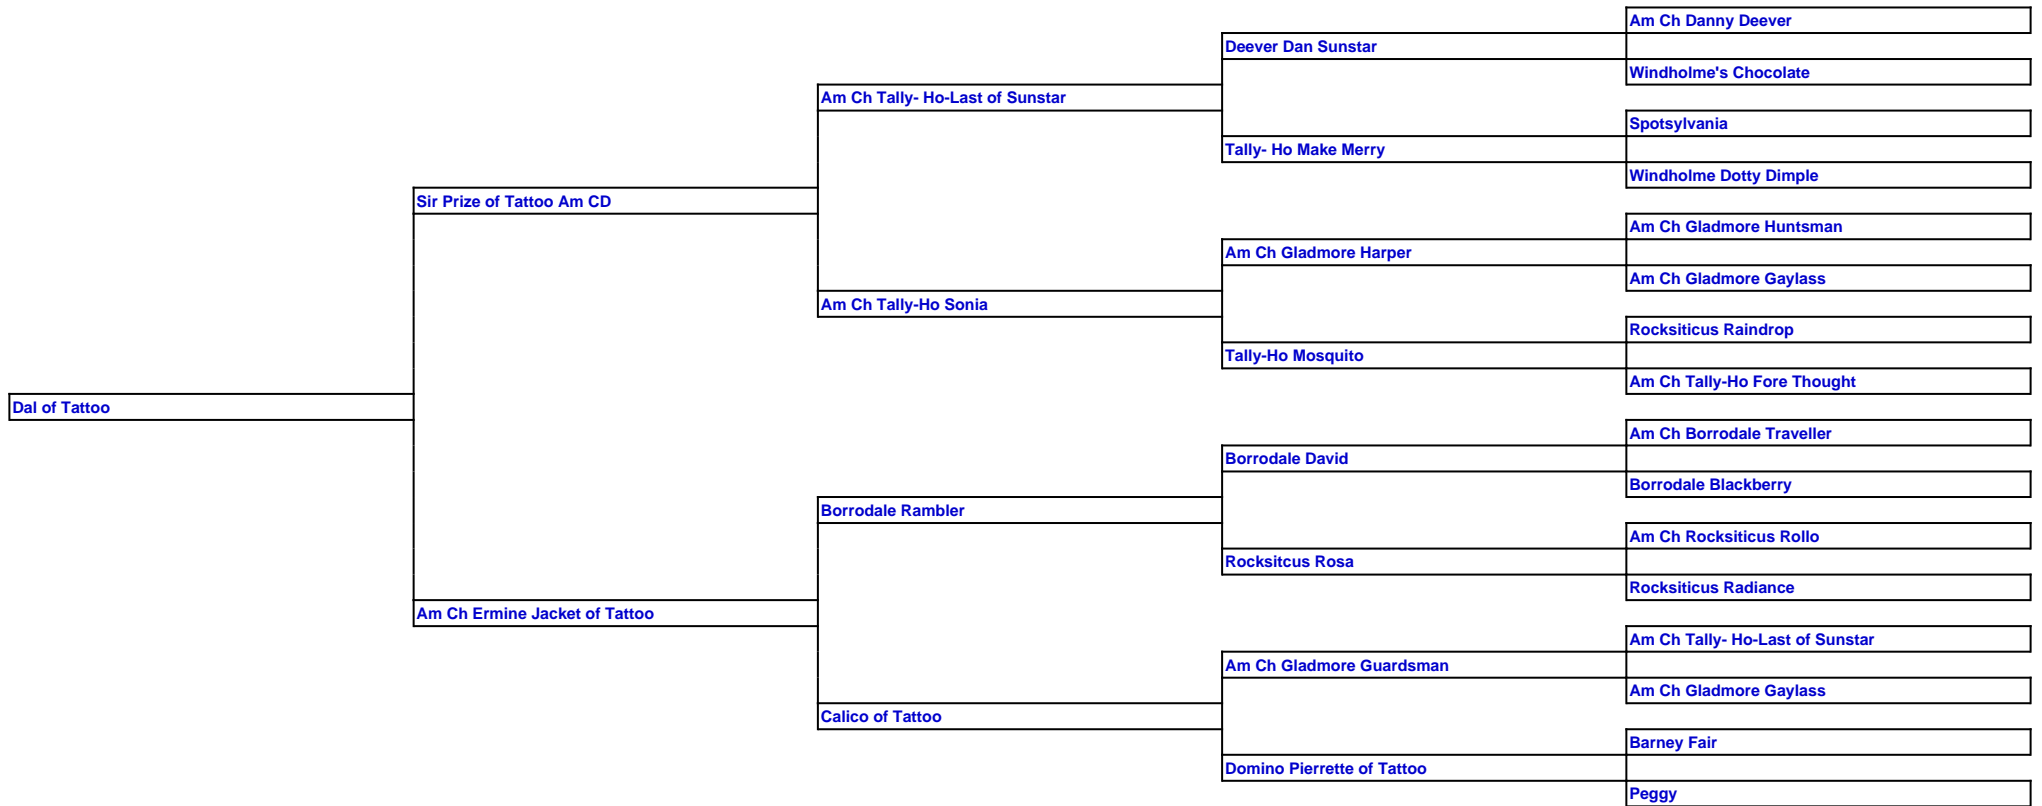 Am Ch Danny Deever
Deever Dan Sunstar
Windholme's Chocolate
Am Ch Tally- Ho-Last of Sunstar
Spotsylvania
Tally- Ho Make Merry
Windholme Dotty Dimple
Sir Prize of Tattoo Am CD
Am Ch Gladmore Huntsman
Am Ch Gladmore Harper
Am Ch Gladmore Gaylass
Am Ch Tally-Ho Sonia
Rocksiticus Raindrop
Tally-Ho Mosquito
Am Ch Tally-Ho Fore Thought
Dal of Tattoo
Am Ch Borrodale Traveller
Borrodale David
Borrodale Blackberry
Borrodale Rambler
Am Ch Rocksiticus Rollo
Rocksitcus Rosa
Rocksiticus Radiance
Am Ch Ermine Jacket of Tattoo
Am Ch Tally- Ho-Last of Sunstar
Am Ch Gladmore Guardsman
Am Ch Gladmore Gaylass
Calico of Tattoo
Barney Fair
Domino Pierrette of Tattoo
Peggy